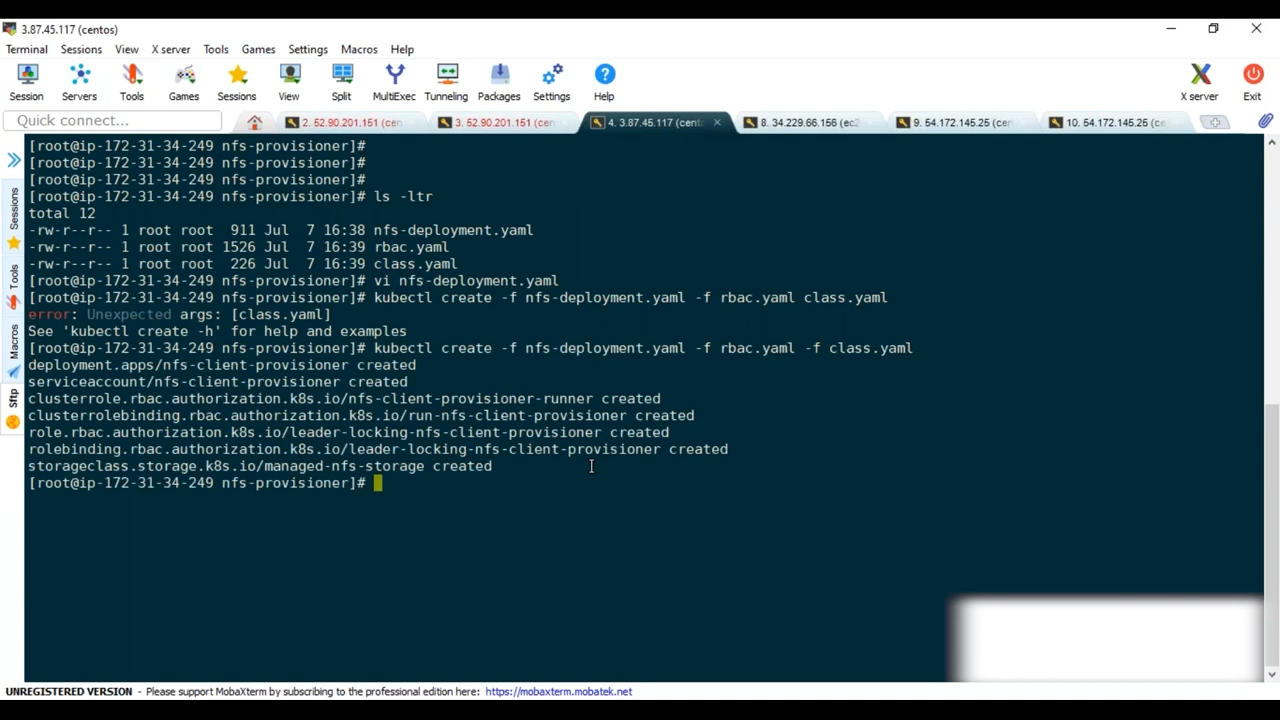 3.87.45.117 (centos)
Terminal Sessions View X server Tools Games Settings Macros Help
Session Servers Tools Games Sessions View Split MultiExec Tunneling Packages Settings Help X server Exit
Quick connect...
2. 52.90.201.151 (cen
3. 52.90.201.151 (cen
4. 3.87.45.117 (cent
8. 34.229.66.156 (ec2
9. 54.172.145.25 (ce
10. 54.172.145.25 (ce
Sessions
Tools
Macros
Sftp
[root@ip-172-31-34-249 nfs-provisioner]#
[root@ip-172-31-34-249 nfs-provisioner]#
[root@ip-172-31-34-249 nfs-provisioner]#
[root@ip-172-31-34-249 nfs-provisioner]# ls -ltr
total 12
-rw-r--r-- 1 root root  911 Jul  7 16:38 nfs-deployment.yaml
-rw-r--r-- 1 root root 1526 Jul  7 16:39 rbac.yaml
-rw-r--r-- 1 root root  226 Jul  7 16:39 class.yaml
[root@ip-172-31-34-249 nfs-provisioner]# vi nfs-deployment.yaml
[root@ip-172-31-34-249 nfs-provisioner]# kubectl create -f nfs-deployment.yaml -f rbac.yaml class.yaml
error: Unexpected args: [class.yaml]
See 'kubectl create -h' for help and examples
[root@ip-172-31-34-249 nfs-provisioner]# kubectl create -f nfs-deployment.yaml -f rbac.yaml -f class.yaml
deployment.apps/nfs-client-provisioner created
serviceaccount/nfs-client-provisioner created
clusterrole.rbac.authorization.k8s.io/nfs-client-provisioner-runner created
clusterrolebinding.rbac.authorization.k8s.io/run-nfs-client-provisioner created
role.rbac.authorization.k8s.io/leader-locking-nfs-client-provisioner created
rolebinding.rbac.authorization.k8s.io/leader-locking-nfs-client-provisioner created
storageclass.storage.k8s.io/managed-nfs-storage created
[root@ip-172-31-34-249 nfs-provisioner]#
UNREGISTERED VERSION - Please support MobaXterm by subscribing to the professional edition here: https://mobaxterm.mobatek.net